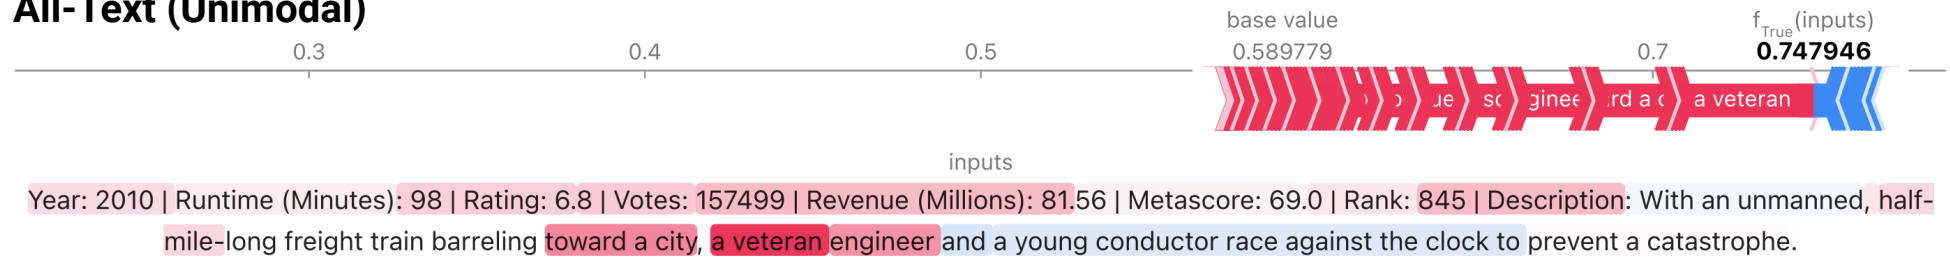 All-Text (Unimodal)
base value
fTrue(inputs)
0.3
0.4
0.5
0.589779
0.7
0.747946
a veteran
inputs
Year: 2010 | Runtime (Minutes): 98 | Rating: 6.8 | Votes: 157499 | Revenue (Millions): 81.56 | Metascore: 69.0 | Rank: 845 | Description: With an unmanned, half-
mile-long freight train barreling toward a city, a veteran engineer and a young conductor race against the clock to prevent a catastrophe.